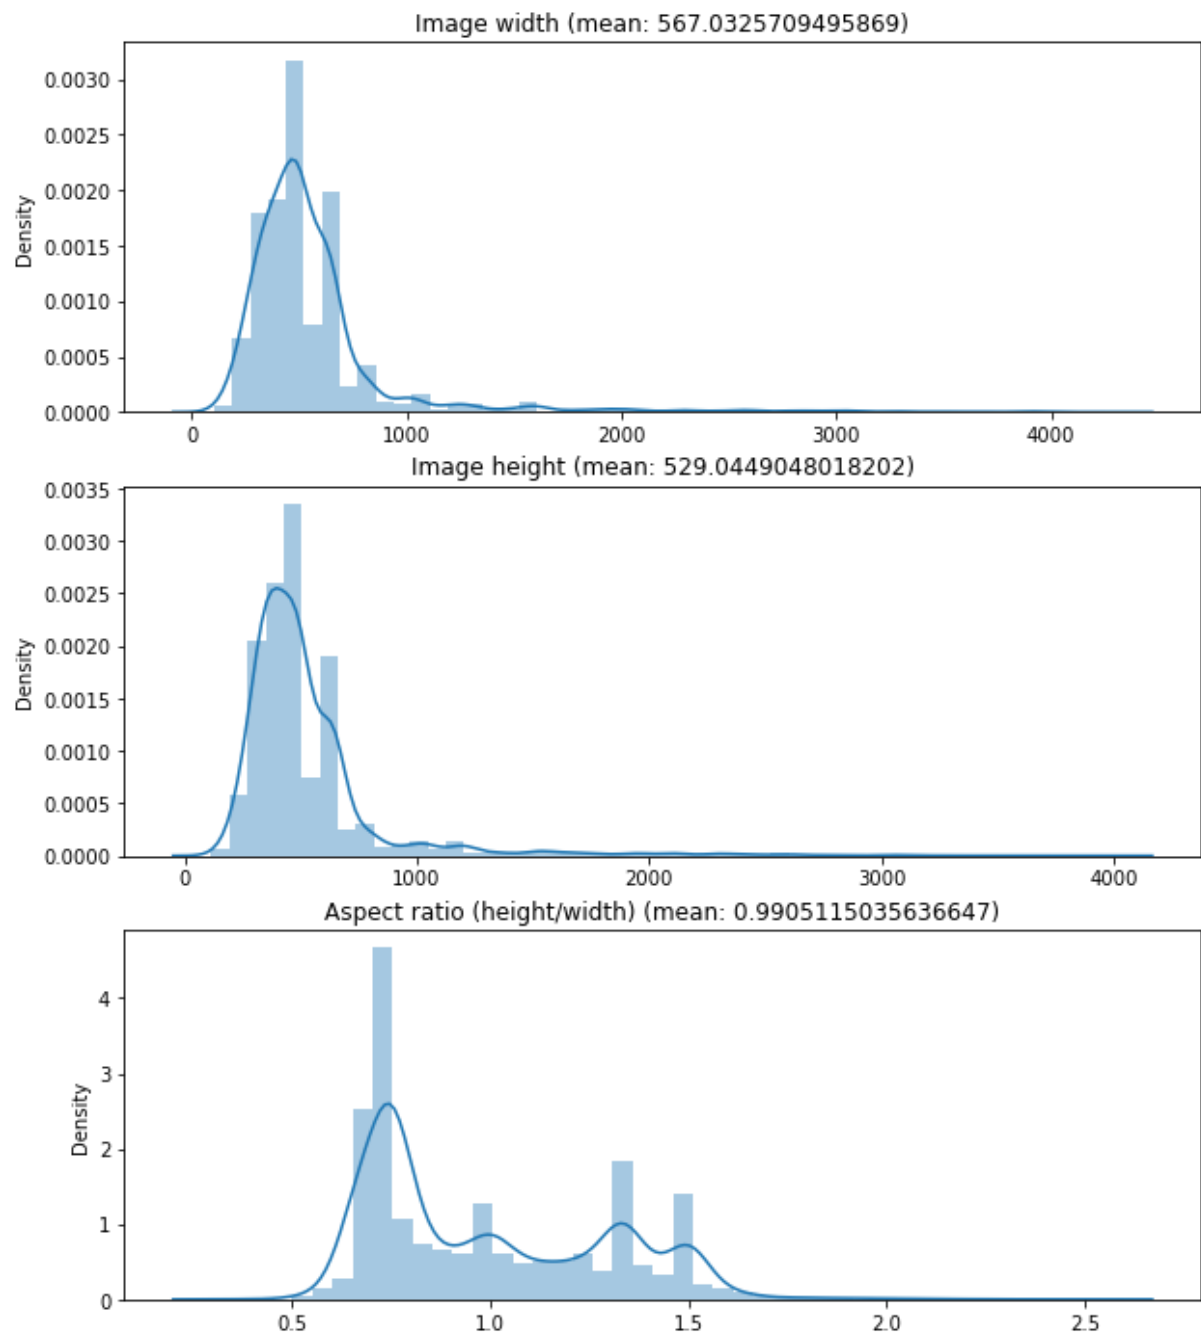 Image width (mean: 567.0325709495869)
0.0030
0.0025
0.0020
0.0015
0.0010
0.0005
0.0000
Density
0 1000 2000 3000 4000
Image height (mean: 529.0449048018202)
0.0035
0.0030
0.0025
0.0020
0.0015
0.0010
0.0005
0.0000
Density
0 1000 2000 3000 4000
Aspect ratio (height/width) (mean: 0.9905115035636647)
4
3
2
1
0
Density
0.5 1.0 1.5 2.0 2.5